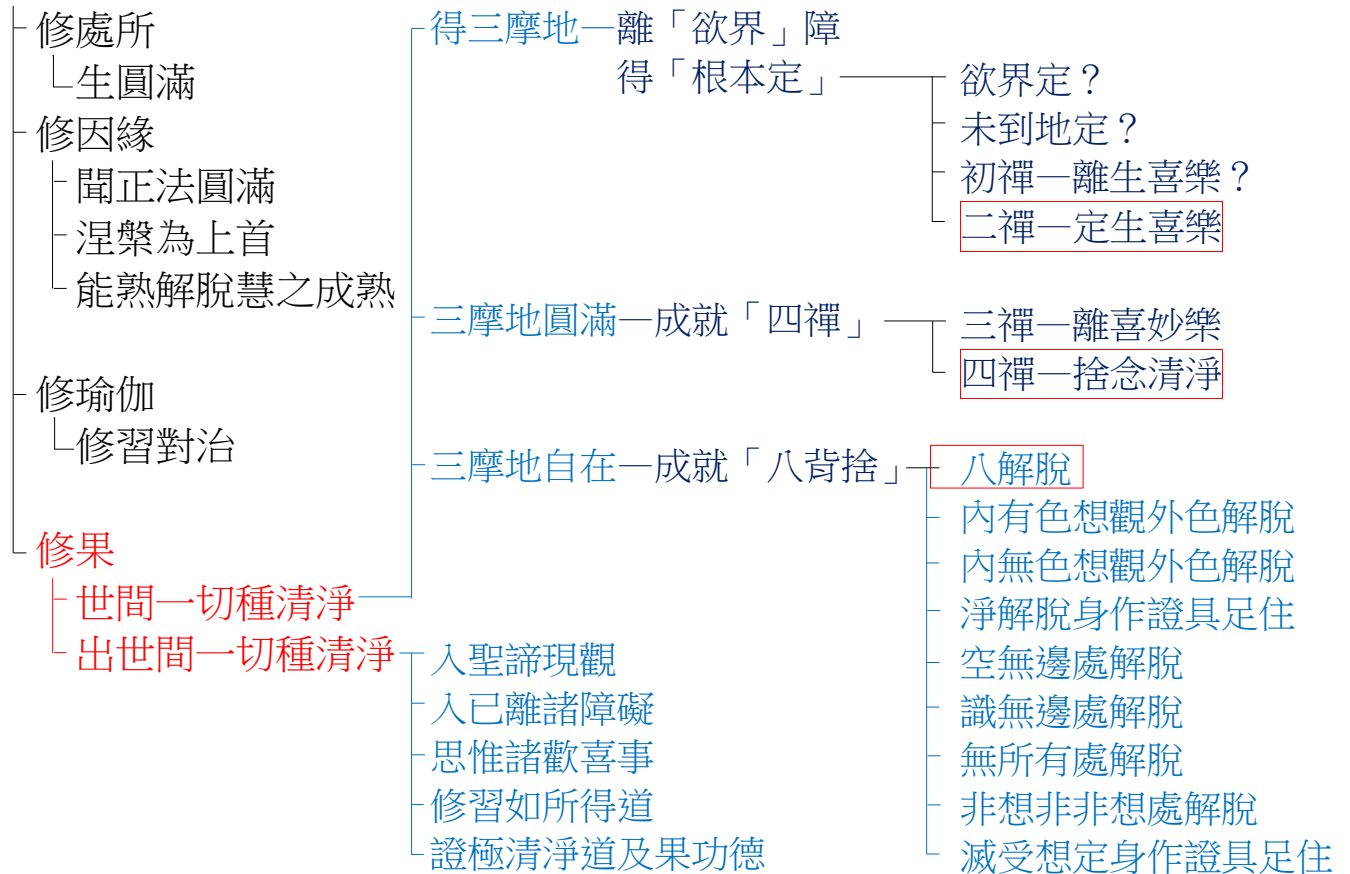 修處所
生圓滿
修因緣
聞正法圓滿
涅槃為上首
能熟解脫慧之成熟
修瑜伽
修習對治
修果
世間一切種清淨
出世間一切種清淨
得三摩地—離「欲界」障
得「根本定」
欲界定？
未到地定？
初禪—離生喜樂？
二禪—定生喜樂
三摩地圓滿—成就「四禪」
三禪—離喜妙樂
四禪—捨念清淨
三摩地自在—成就「八背捨」
八解脫
內有色想觀外色解脫
內無色想觀外色解脫
淨解脫身作證具足住
空無邊處解脫
識無邊處解脫
無所有處解脫
非想非非想處解脫
滅受想定身作證具足住
入聖諦現觀
入已離諸障礙
思惟諸歡喜事
修習如所得道
證極清淨道及果功德